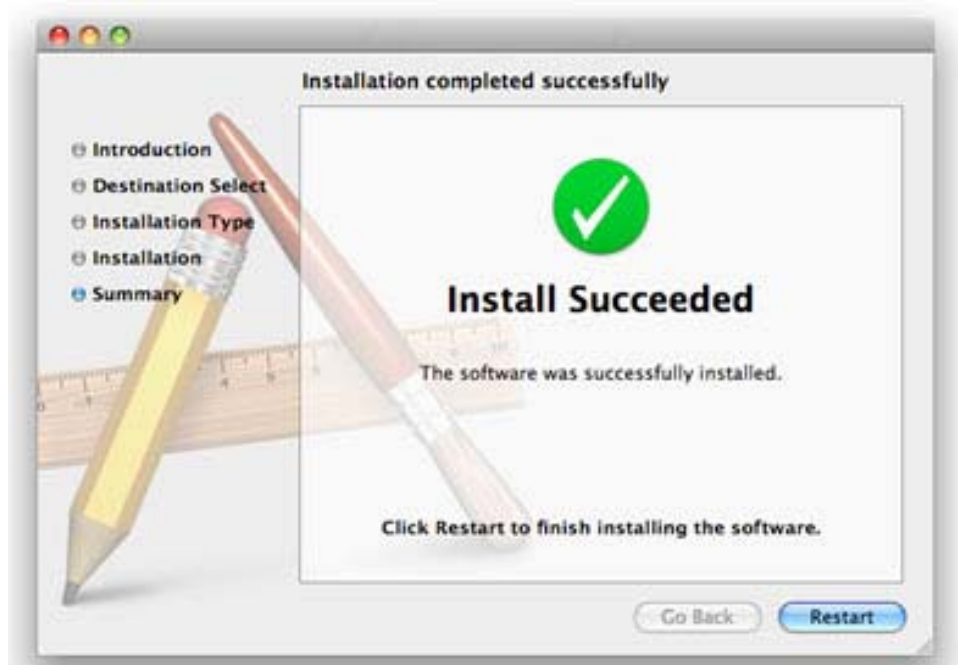 Installation completed successfully
Introduction
Destination Select
Installation Type
Installation
Summary
Install Succeeded
The software was successfully installed.
Click Restart to finish installing the software.
Go Back
Restart